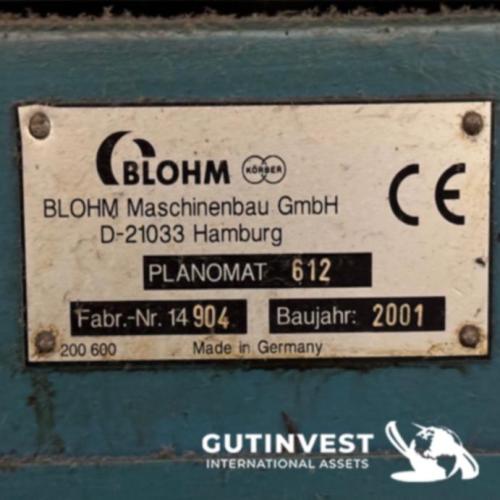 BLOHM KÖRBER
BLOHM Maschinenbau GmbH
D-21033 Hamburg
PLANOMAT 612
Fabr.-Nr. 14 904 Baujahr: 2001
200 600 Made in Germany
CE
GUTINVEST
INTERNATIONAL ASSETS